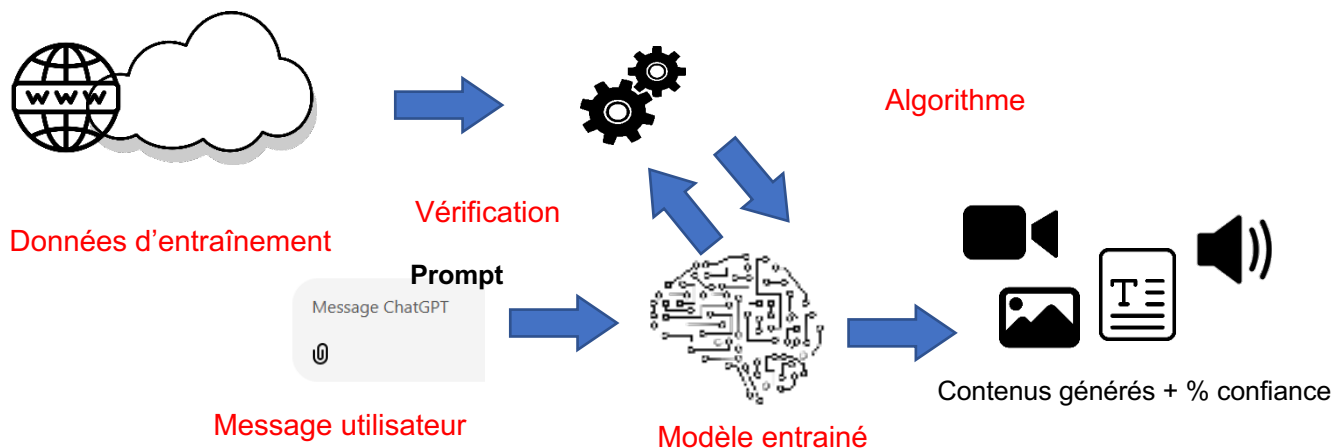 WWW
Algorithme
Vérification
Données d’entraînement
Prompt
Message ChatGPT
Contenus générés + % confiance
Message utilisateur
Modèle entrainé
T